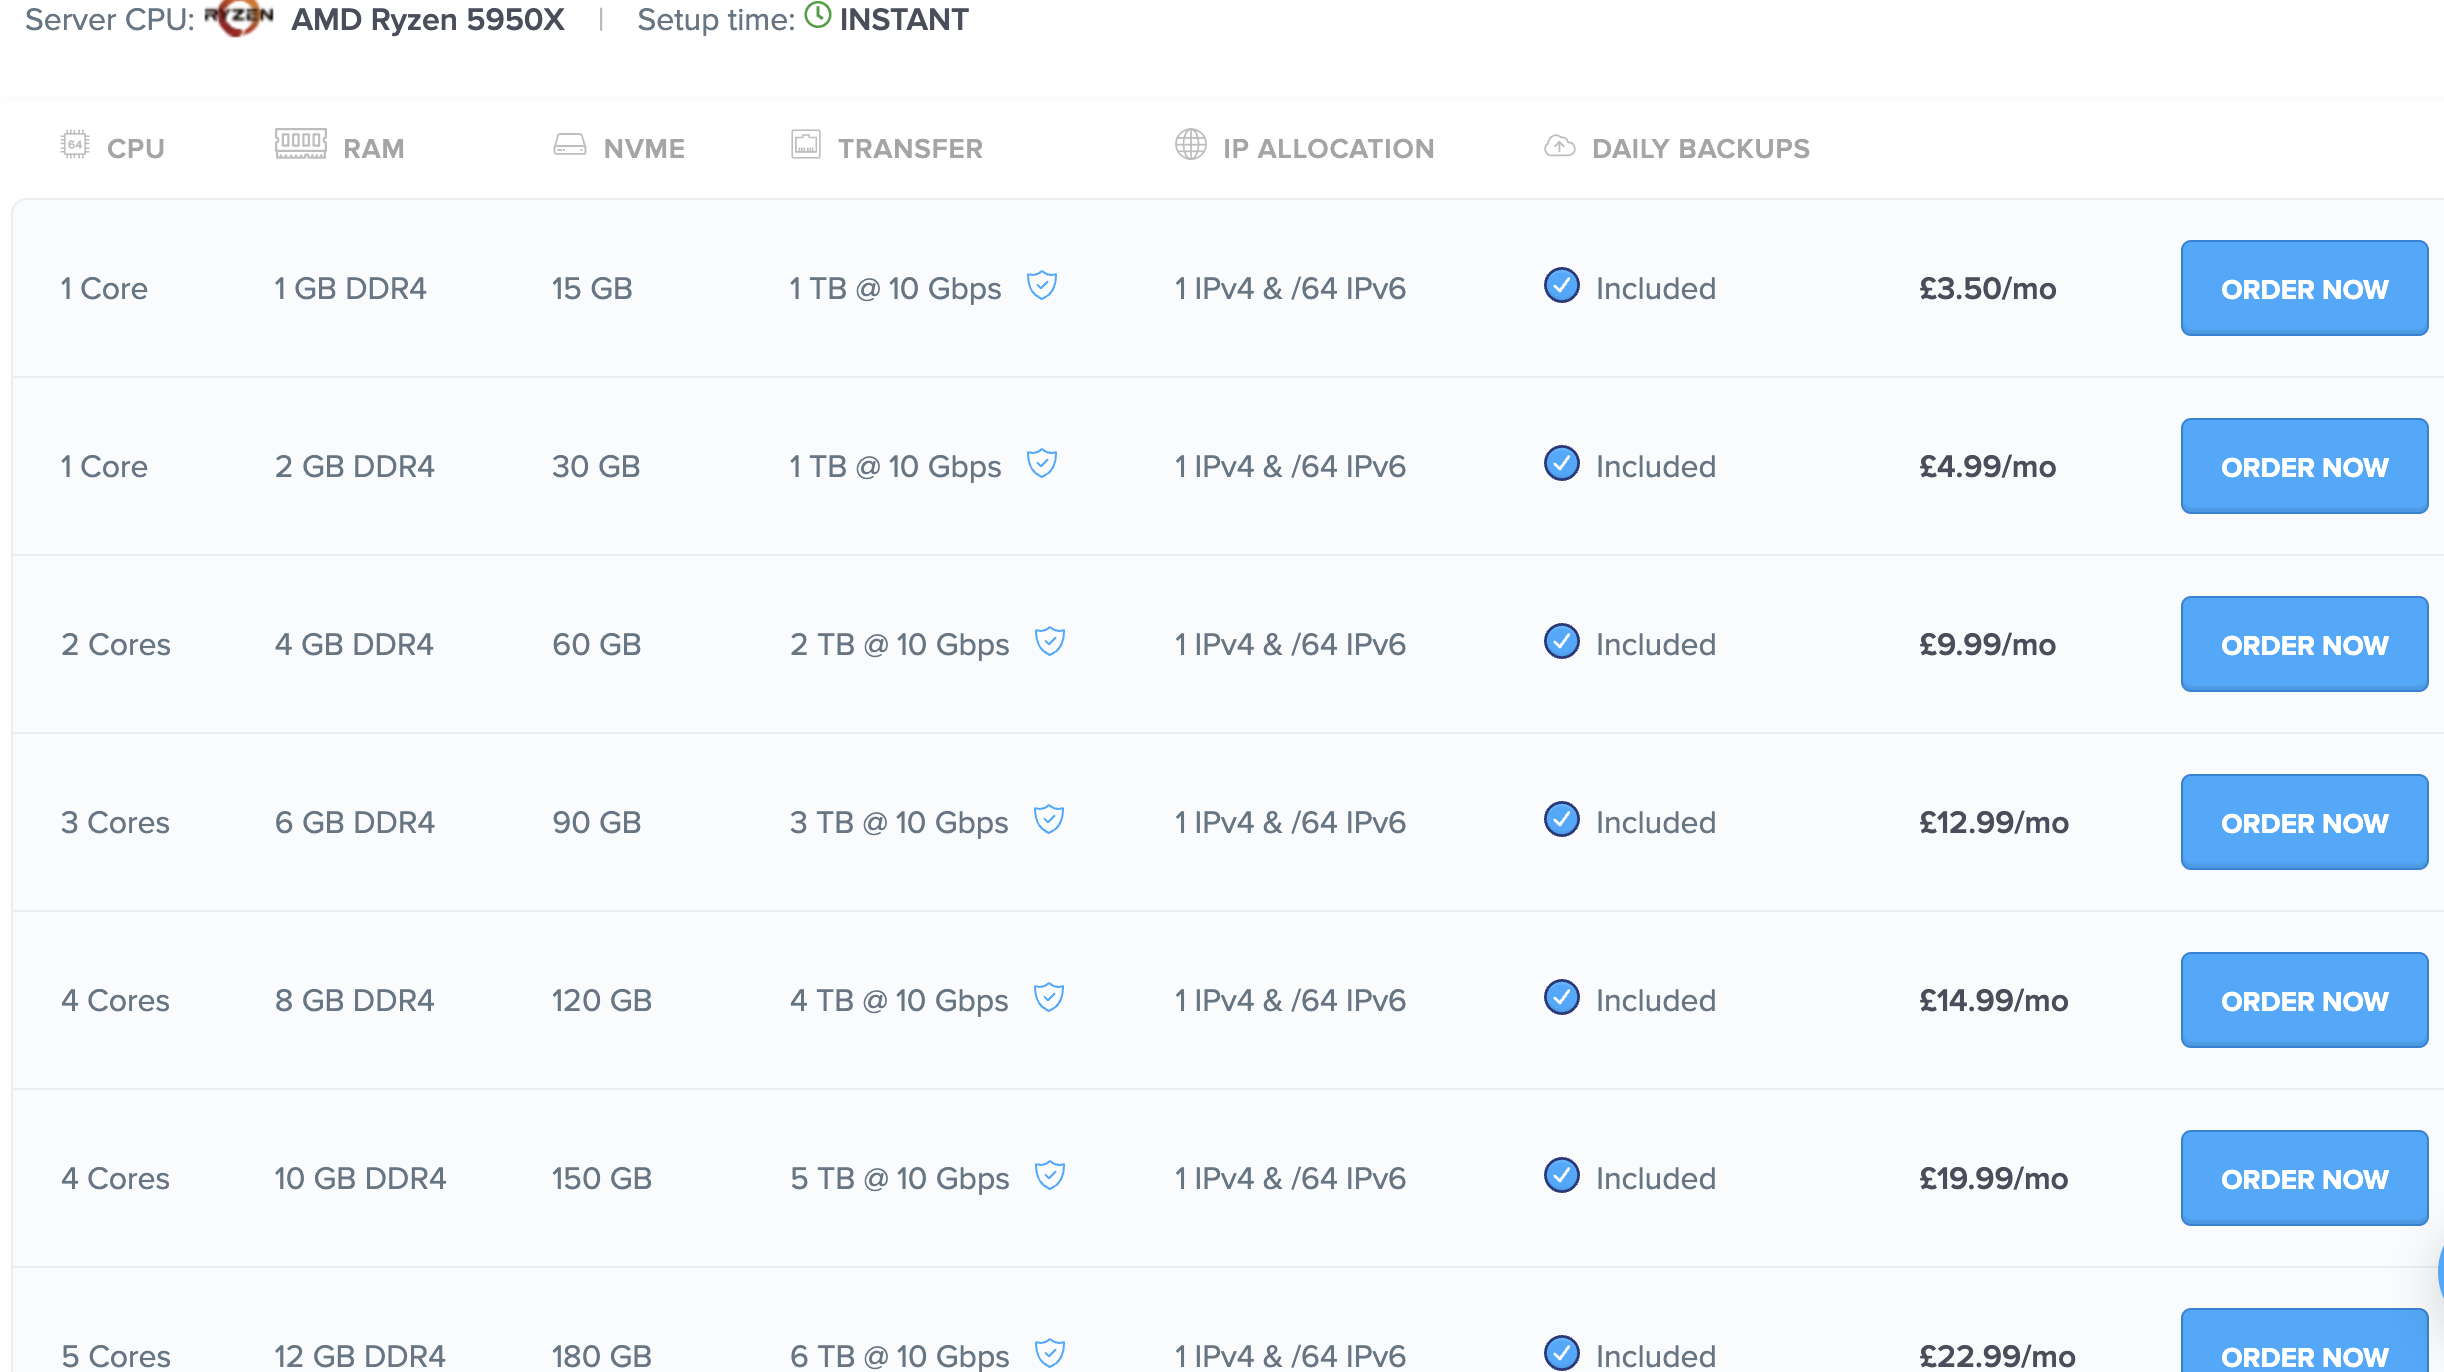 Server CPU: RYZEN AMD Ryzen 5950X | Setup time: INSTANT
64 CPU RAM NVME TRANSFER IP ALLOCATION DAILY BACKUPS
1 Core 1 GB DDR4 15 GB 1 TB @ 10 Gbps 1 IPv4 & /64 IPv6 Included £3.50/mo ORDER NOW
1 Core 2 GB DDR4 30 GB 1 TB @ 10 Gbps 1 IPv4 & /64 IPv6 Included £4.99/mo ORDER NOW
2 Cores 4 GB DDR4 60 GB 2 TB @ 10 Gbps 1 IPv4 & /64 IPv6 Included £9.99/mo ORDER NOW
3 Cores 6 GB DDR4 90 GB 3 TB @ 10 Gbps 1 IPv4 & /64 IPv6 Included £12.99/mo ORDER NOW
4 Cores 8 GB DDR4 120 GB 4 TB @ 10 Gbps 1 IPv4 & /64 IPv6 Included £14.99/mo ORDER NOW
4 Cores 10 GB DDR4 150 GB 5 TB @ 10 Gbps 1 IPv4 & /64 IPv6 Included £19.99/mo ORDER NOW
5 Cores 12 GB DDR4 180 GB 6 TB @ 10 Gbps 1 IPv4 & /64 IPv6 Included £22.99/mo ORDER NOW